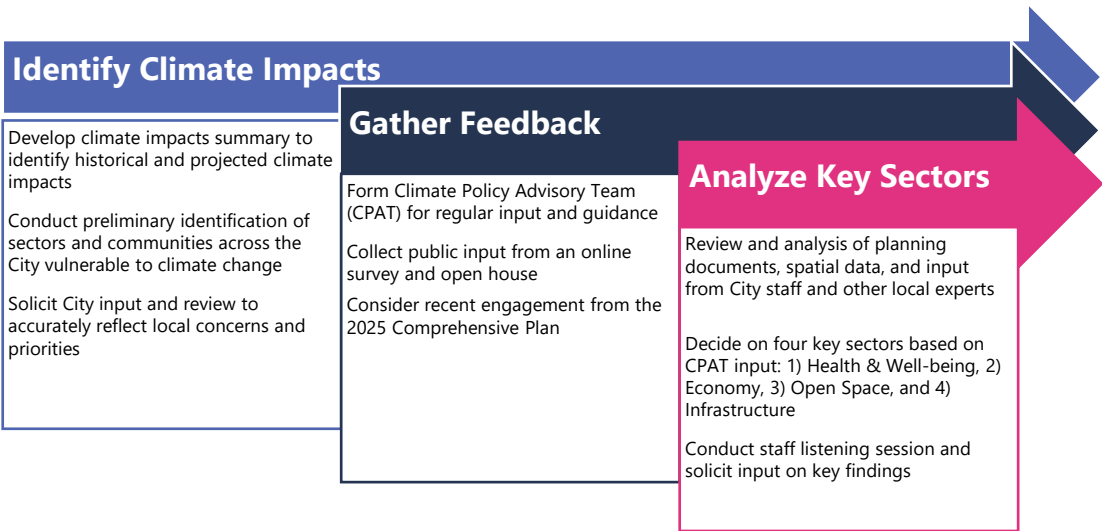 Identify Climate Impacts
Develop climate impacts summary to
identify historical and projected climate
impacts
Conduct preliminary identification of
sectors and communities across the
City vulnerable to climate change
Solicit City input and review to
accurately reflect local concerns and
priorities
Gather Feedback
Form Climate Policy Advisory Team
(CPAT) for regular input and guidance
Collect public input from an online
survey and open house
Consider recent engagement from the
2025 Comprehensive Plan
Analyze Key Sectors
Review and analysis of planning
documents, spatial data, and input
from City staff and other local experts
Decide on four key sectors based on
CPAT input: 1) Health & Well-being, 2)
Economy, 3) Open Space, and 4)
Infrastructure
Conduct staff listening session and
solicit input on key findings